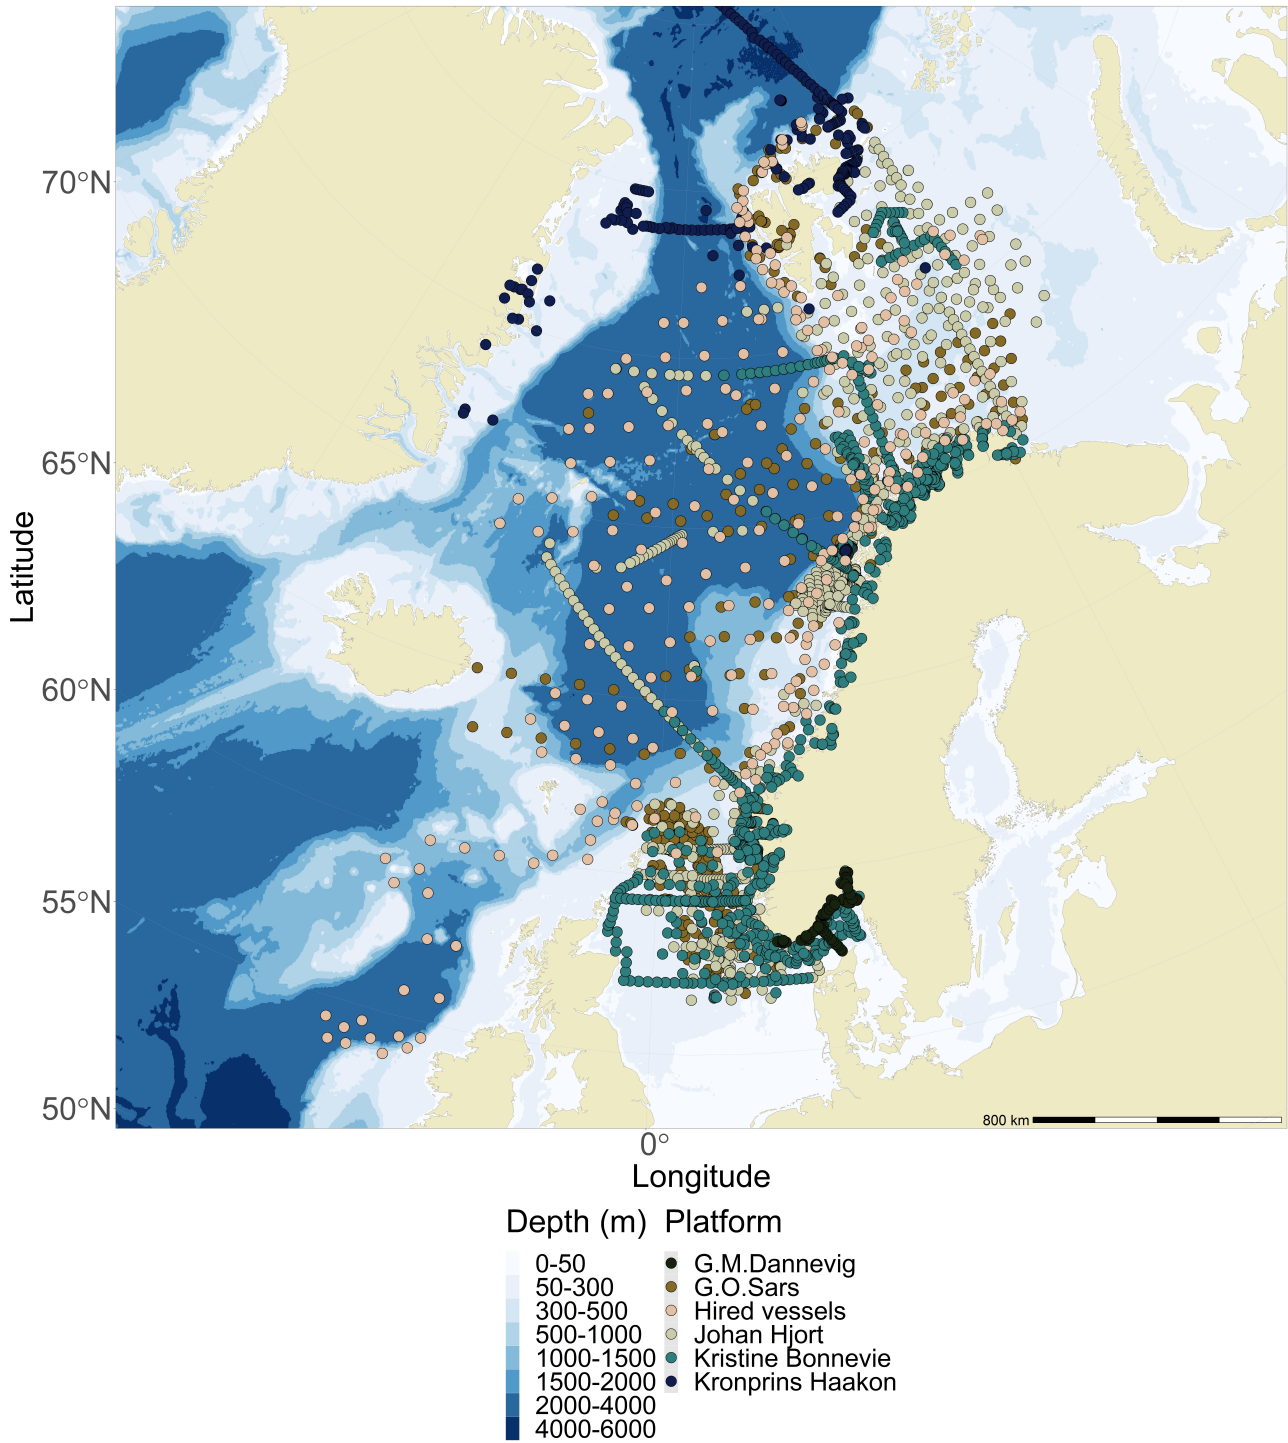 70°N
65°N
60°N
55°N
50°N
Latitude
800 km
0°
Longitude
Depth (m) Platform
0-50 G.M.Dannevig
50-300 G.O.Sars
300-500 Hired vessels
500-1000 Johan Hjort
1000-1500 Kristine Bonnevie
1500-2000 Kronprins Haakon
2000-4000
4000-6000